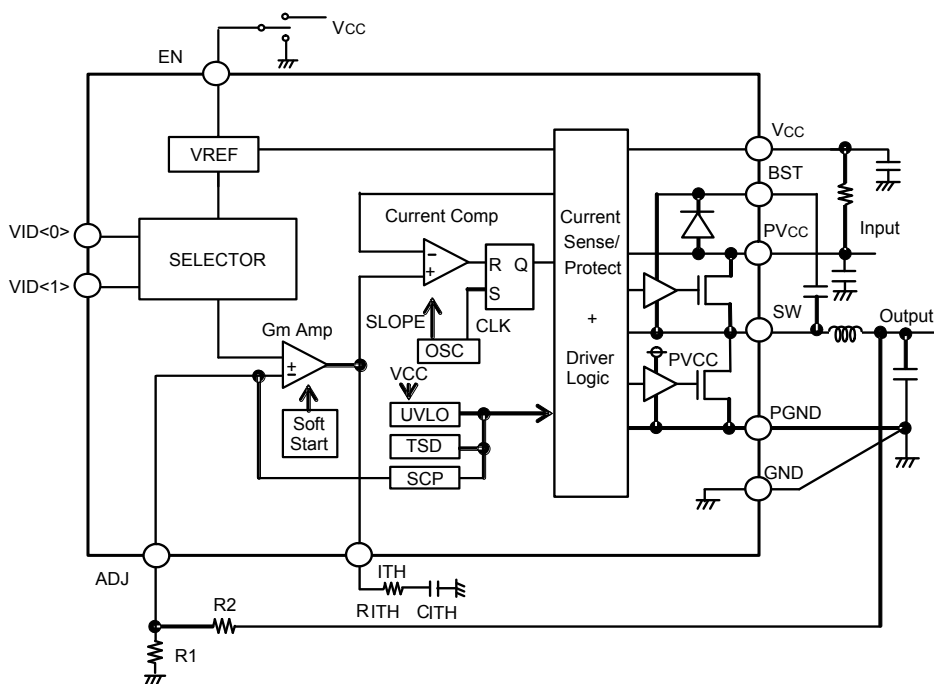 VCC
EN
VREF
VCC
BST
VID<0>
SELECTOR
Current Comp
Current
Sense/
Protect
+
Driver
Logic
Input
PVCC
VID<1>
−
+
R Q
S
SLOPE
CLK
OSC
SW
Output
Gm Amp
+
−
VCC
PVCC
Soft
Start
UVLO
TSD
SCP
PGND
GND
ADJ
ITH
RITH
CITH
R2
R1